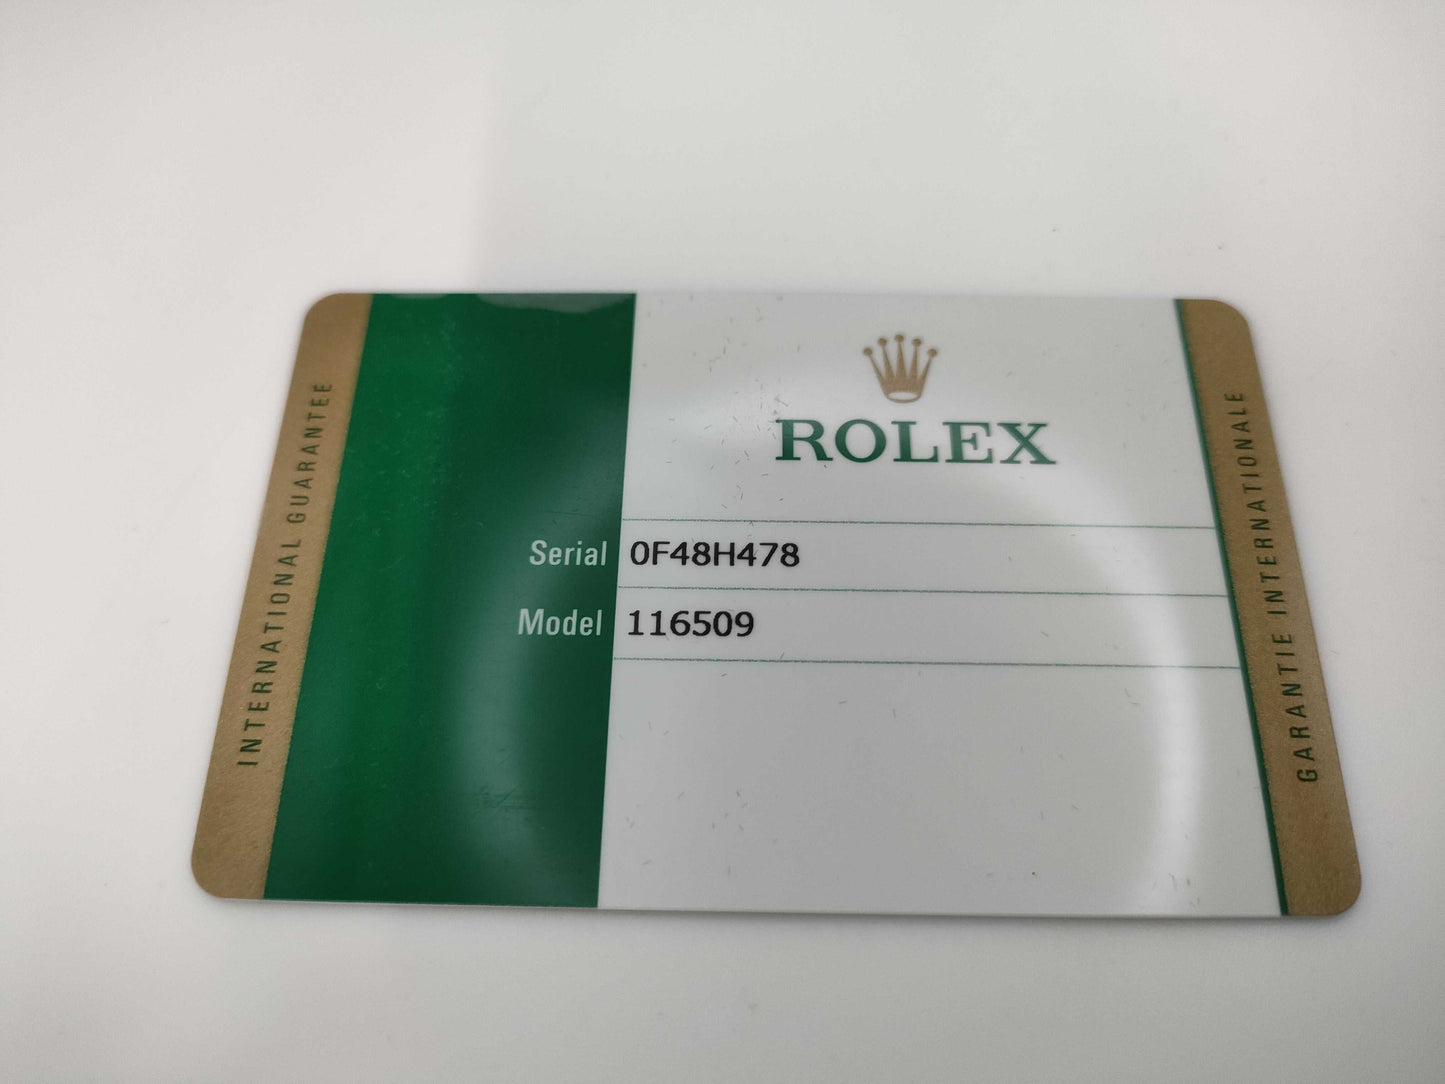 INTERNATIONAL GUARANTEE
ROLEX
Serial 0F48H478
Model 116509
GARANTIE INTERNATIONALE